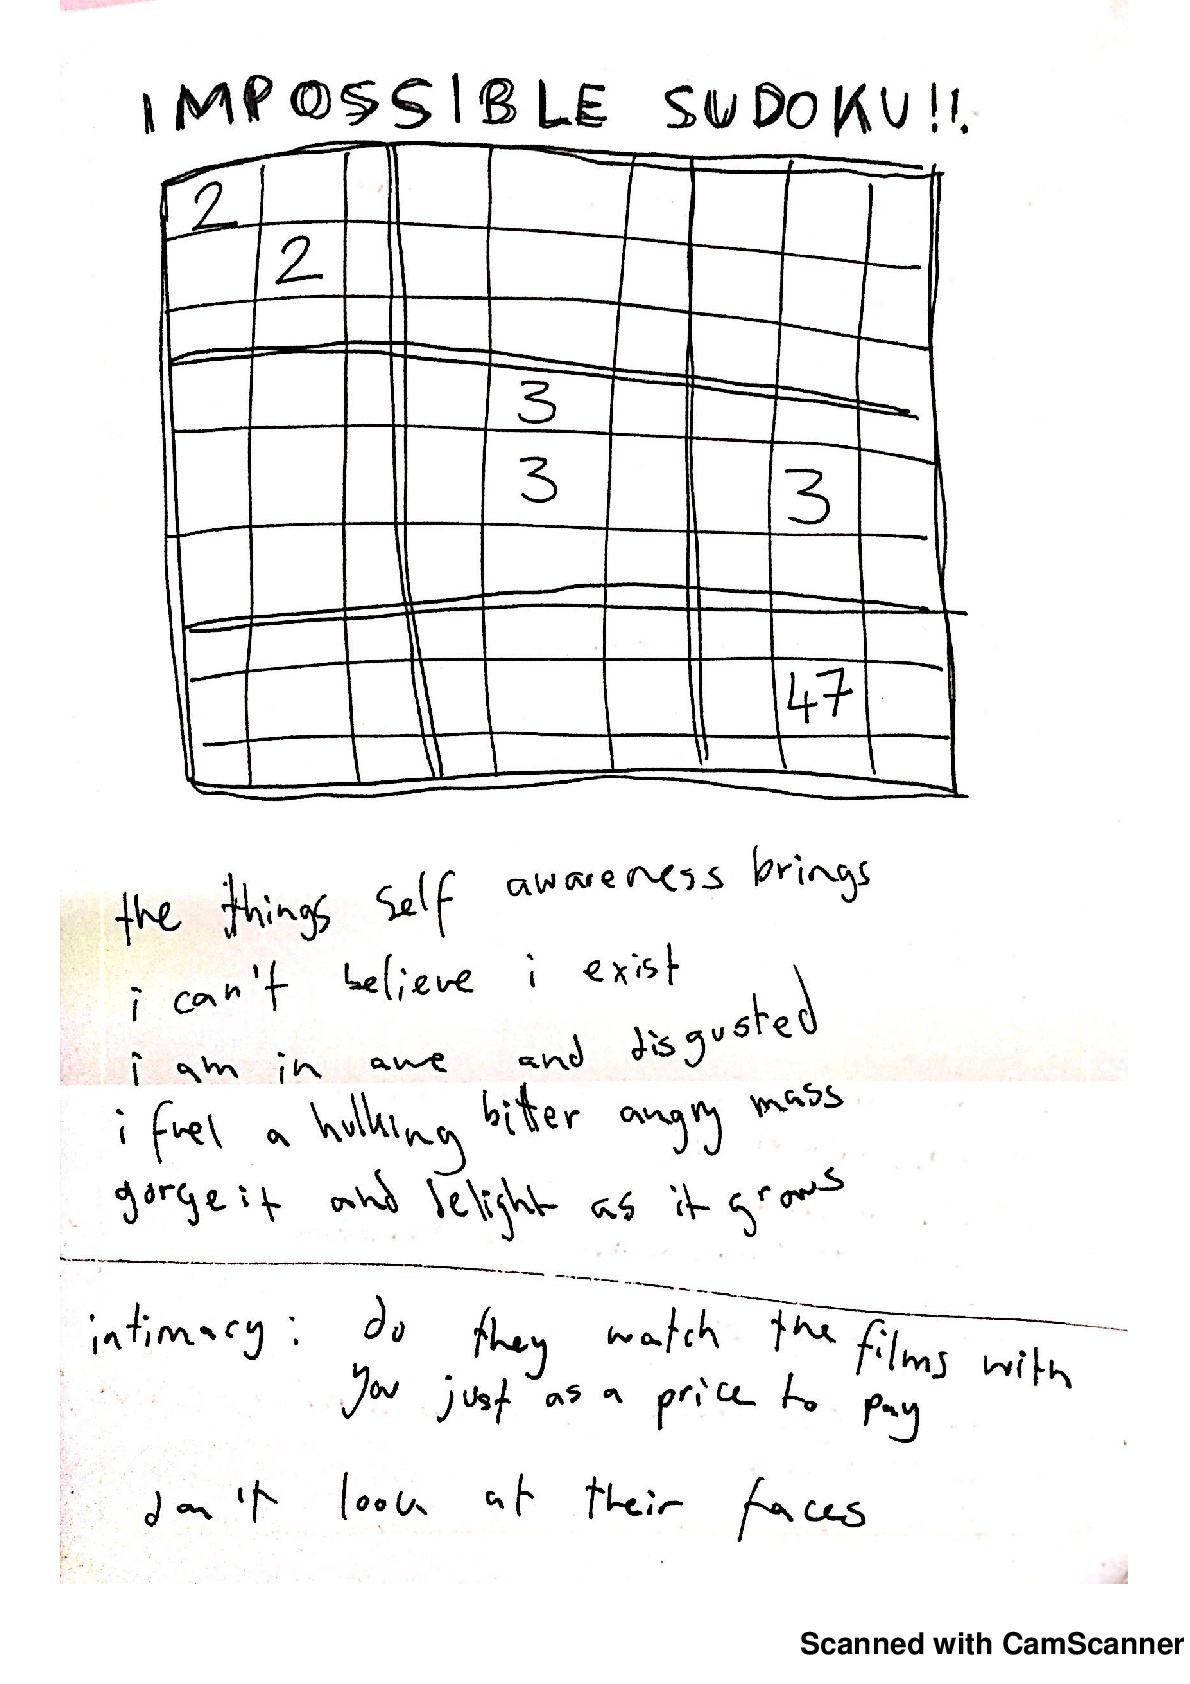 IMPOSSIBLE SUDOKU!!.
2
2
3
3 3
47
the things self awareness brings
i can't believe i exist
i am in awe and disgusted
i fuel a hulking bitter angry mass
gorge it and delight as it grows
intimacy: do they watch the films with
you just as a price to pay
don't look at their faces
Scanned with CamScanner